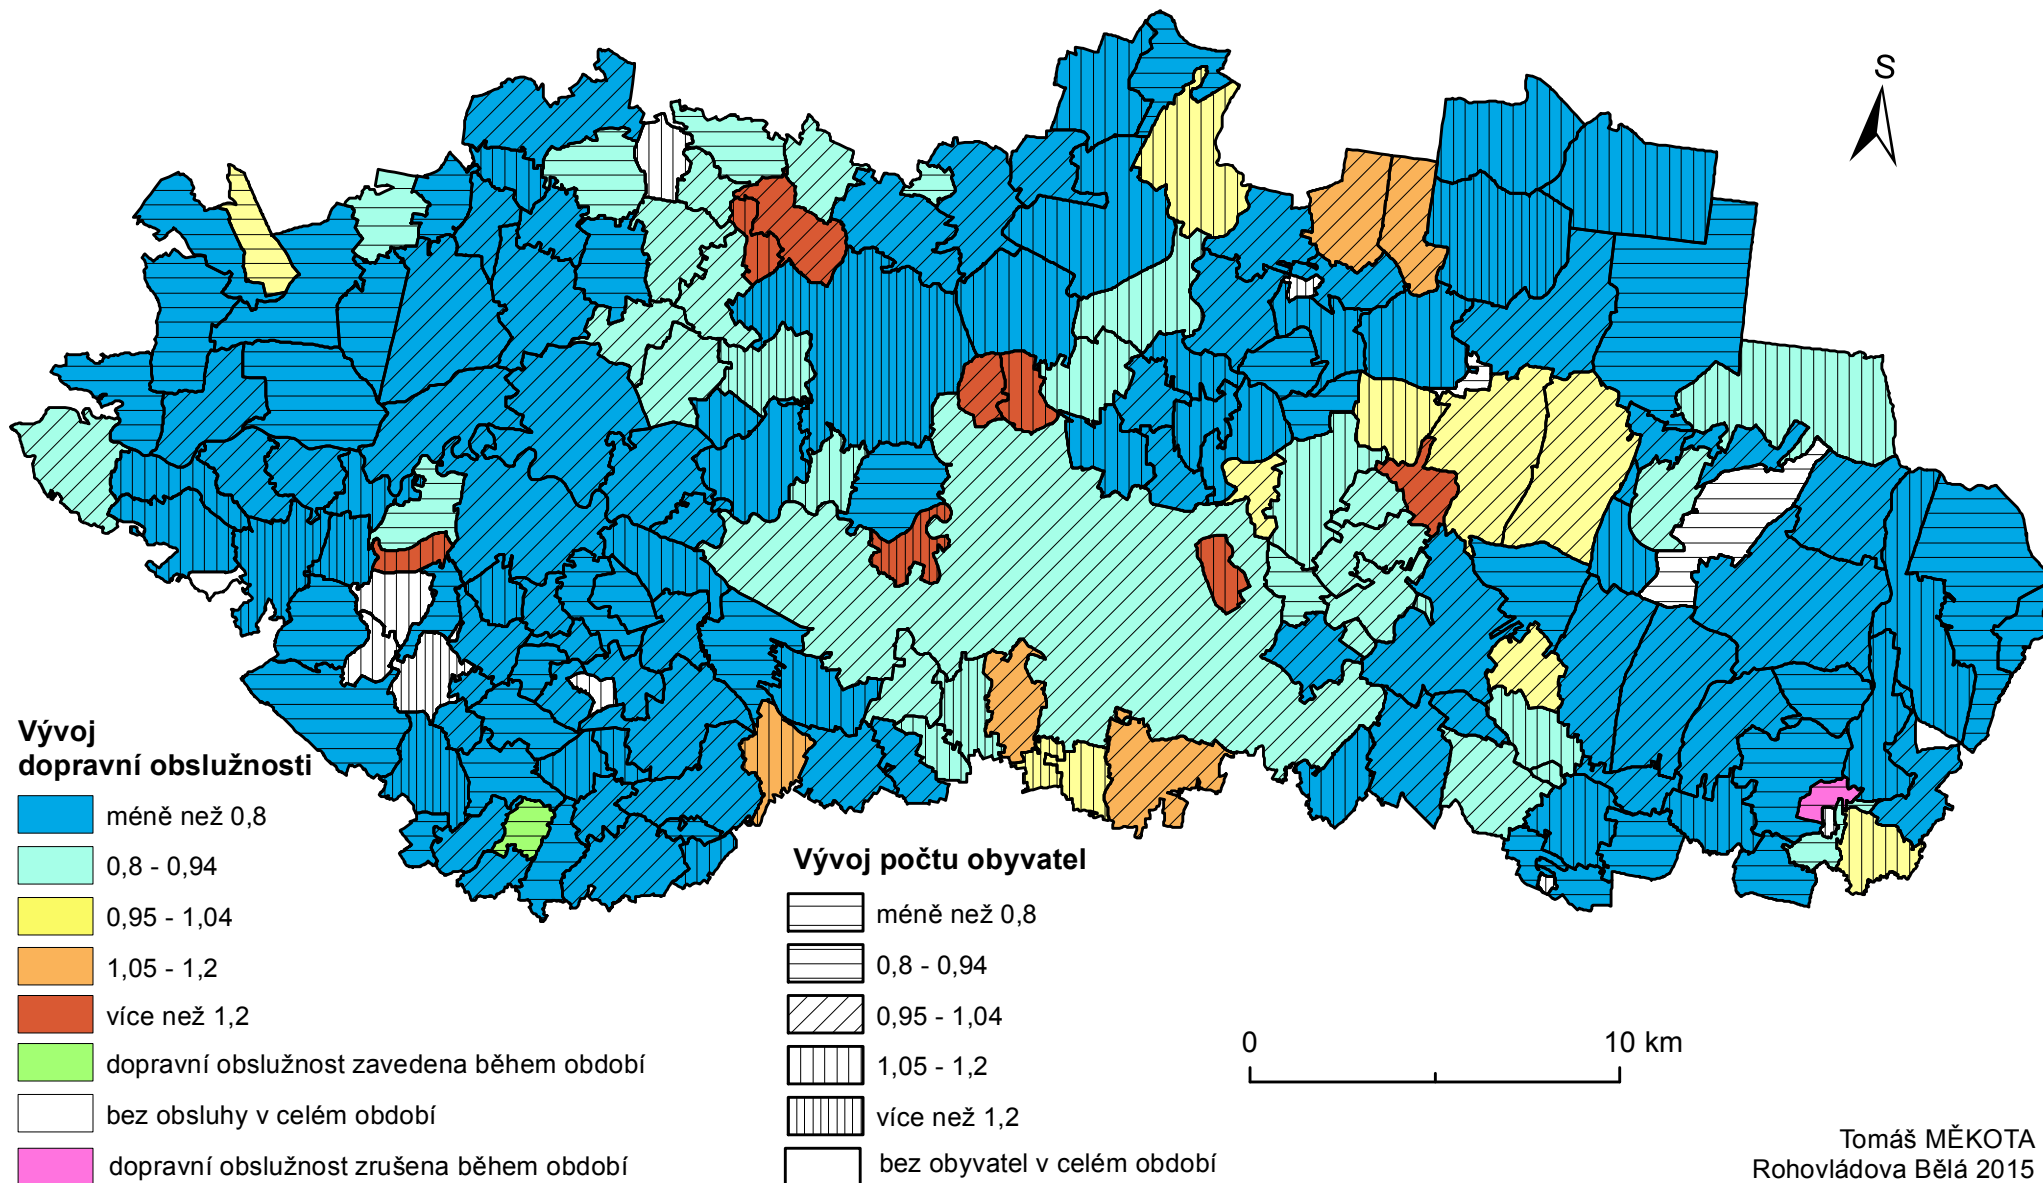 S
Vývoj
dopravní obslužnosti
méně než 0,8
0,8 - 0,94
0,95 - 1,04
1,05 - 1,2
více než 1,2
dopravní obslužnost zavedena během období
bez obsluhy v celém období
dopravní obslužnost zrušena během období
Vývoj počtu obyvatel
méně než 0,8
0,8 - 0,94
0,95 - 1,04
1,05 - 1,2
více než 1,2
bez obyvatel v celém období
0 10 km
Tomáš MĚKOTA
Rohovládova Bělá 2015